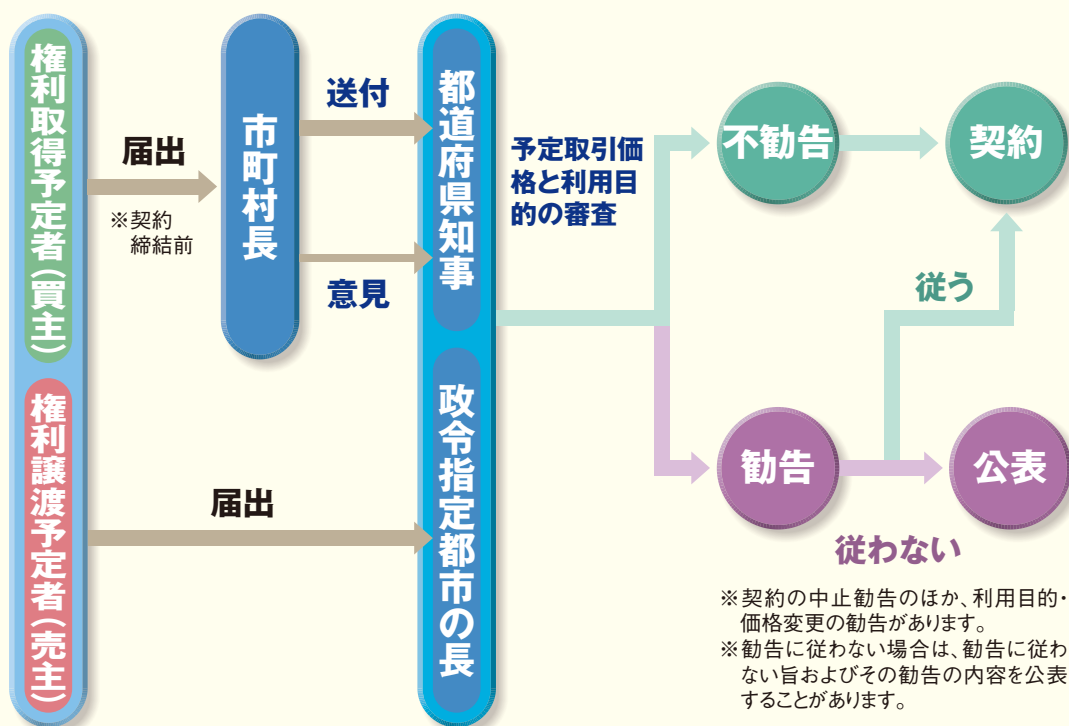 権利取得予定者（買主）
権利譲渡予定者（売主）
届出
※契約
締結前
市町村長
送付
意見
届出
都道府県知事
政令指定都市の長
予定取引価
格と利用目
的の審査
不勧告
契約
従う
勧告
公表
従わない
※契約の中止勧告のほか、利用目的・
価格変更の勧告があります。
※勧告に従わない場合は、勧告に従わ
ない旨およびその勧告の内容を公表
することがあります。